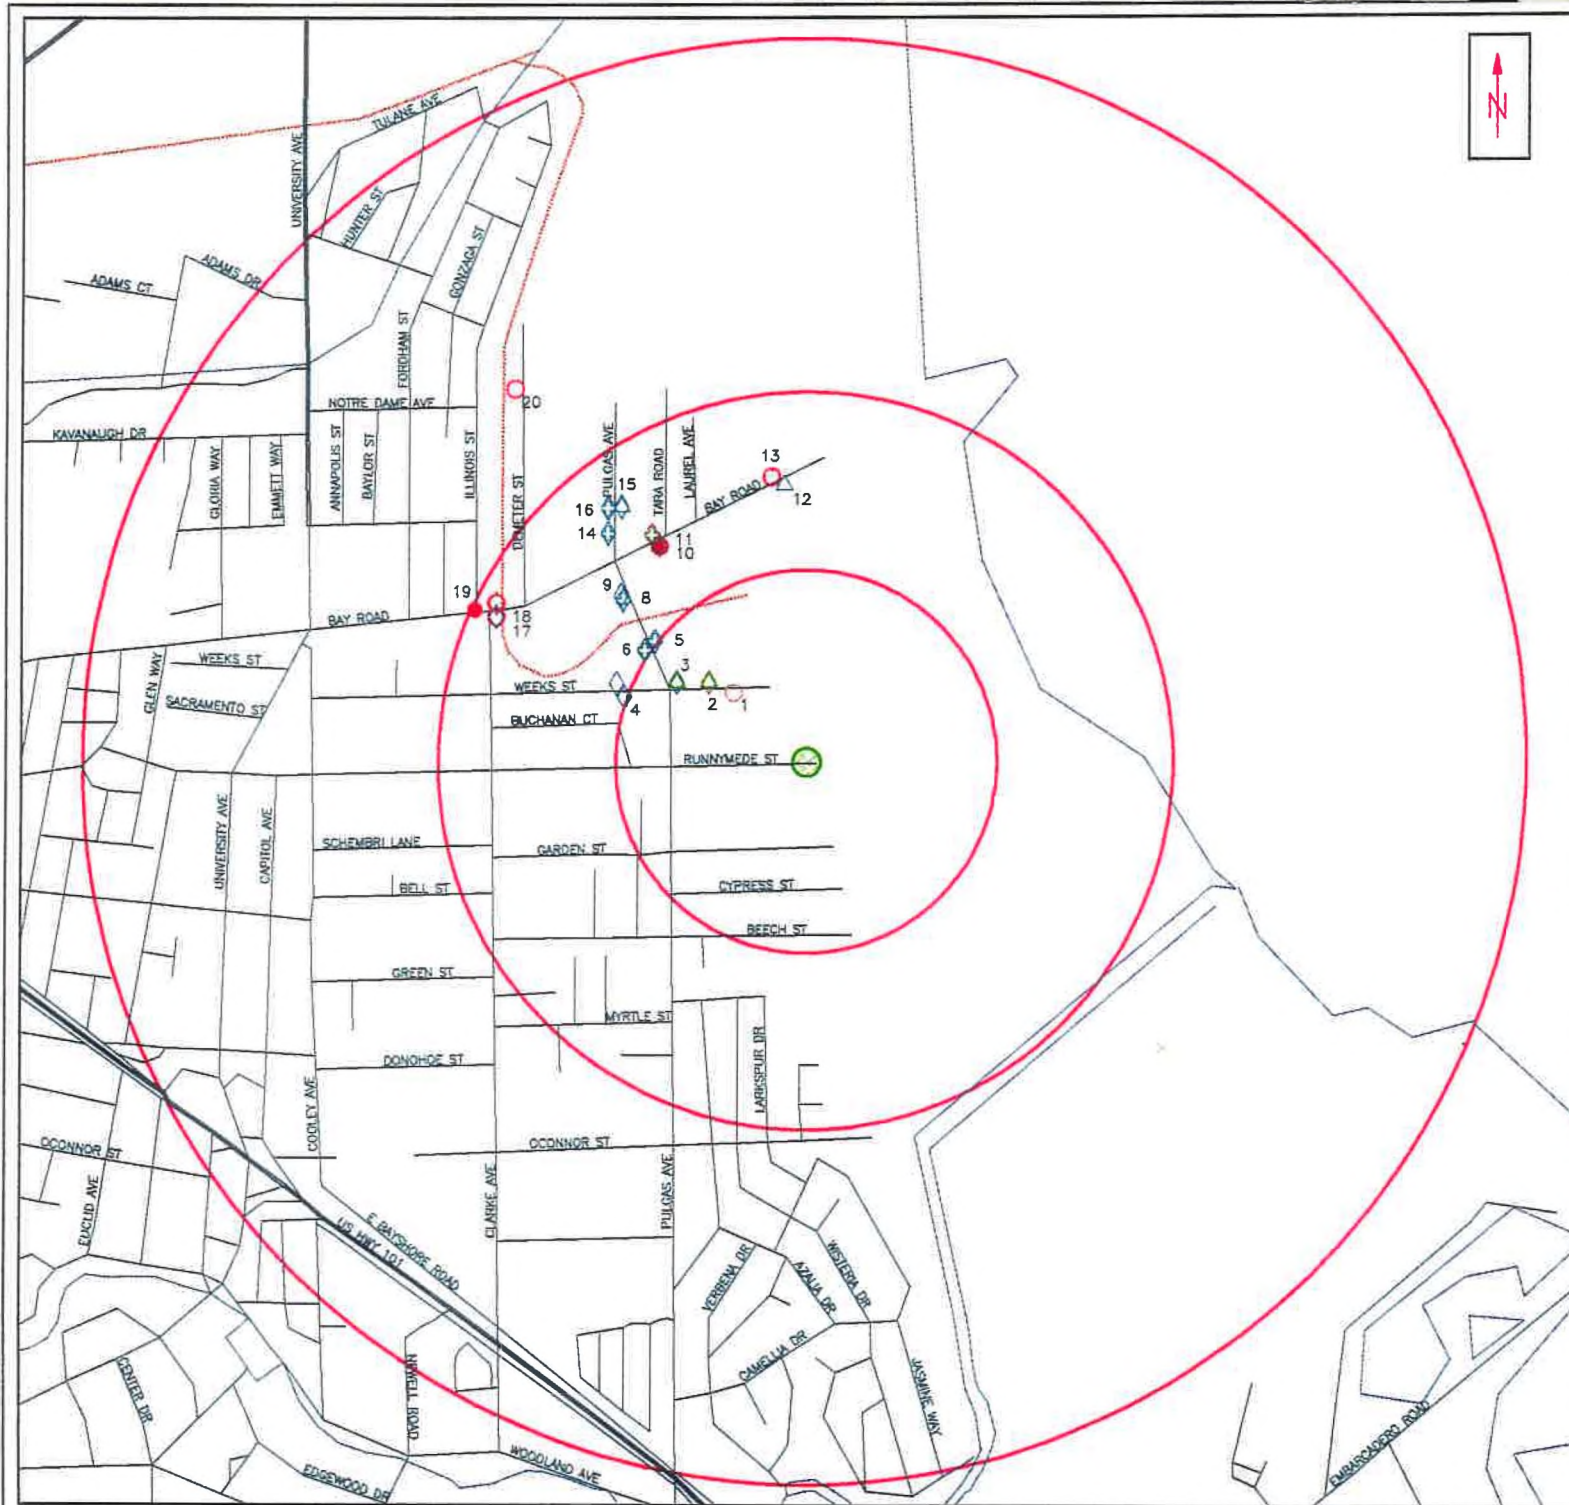 N
TULANE AVE
UNIVERSITY AVE
HUNTER ST
GONZAGA ST
ADAMS DR
ADAMS CT
FORDHAM ST
NOTRE DAME AVE
20
KAVANAUGH DR
GLORIA WAY
EMMETT WAY
ANNAPOLIS ST
BAYLOR ST
ILLINOIS ST
DEMETER ST
PULGAS AVE
TARA ROAD
LAUREL AVE
BAY ROAD
13
12
15
16
14
11
10
9
8
19
18
17
BAY ROAD
5
6
3
WEEKS ST
GLEN WAY
SACRAMENTO ST
WEEKS ST
4
2
1
BUCHANAN CT
RUNNYMEDE ST
UNIVERSITY AVE
CAPITOL AVE
SCHEMBRI LANE
GARDEN ST
BELL ST
CYPRESS ST
BEECH ST
GREEN ST
MYRTLE ST
DONOHOE ST
LARKSPUR DR
COOLEY AVE
OCONNOR ST
OCONNOR ST
EUCLID AVE
CLARKE AVE
PULGAS AVE
E BAYSHORE ROAD
US HWY 101
VERBENA DR
AZALIA DR
WISTERIA DR
CAMELLIA DR
JASMINE WAY
CENTER DR
NEWELL ROAD
WOODLAND AVE
EDGEWOOD DR
EMBARCADERO ROAD